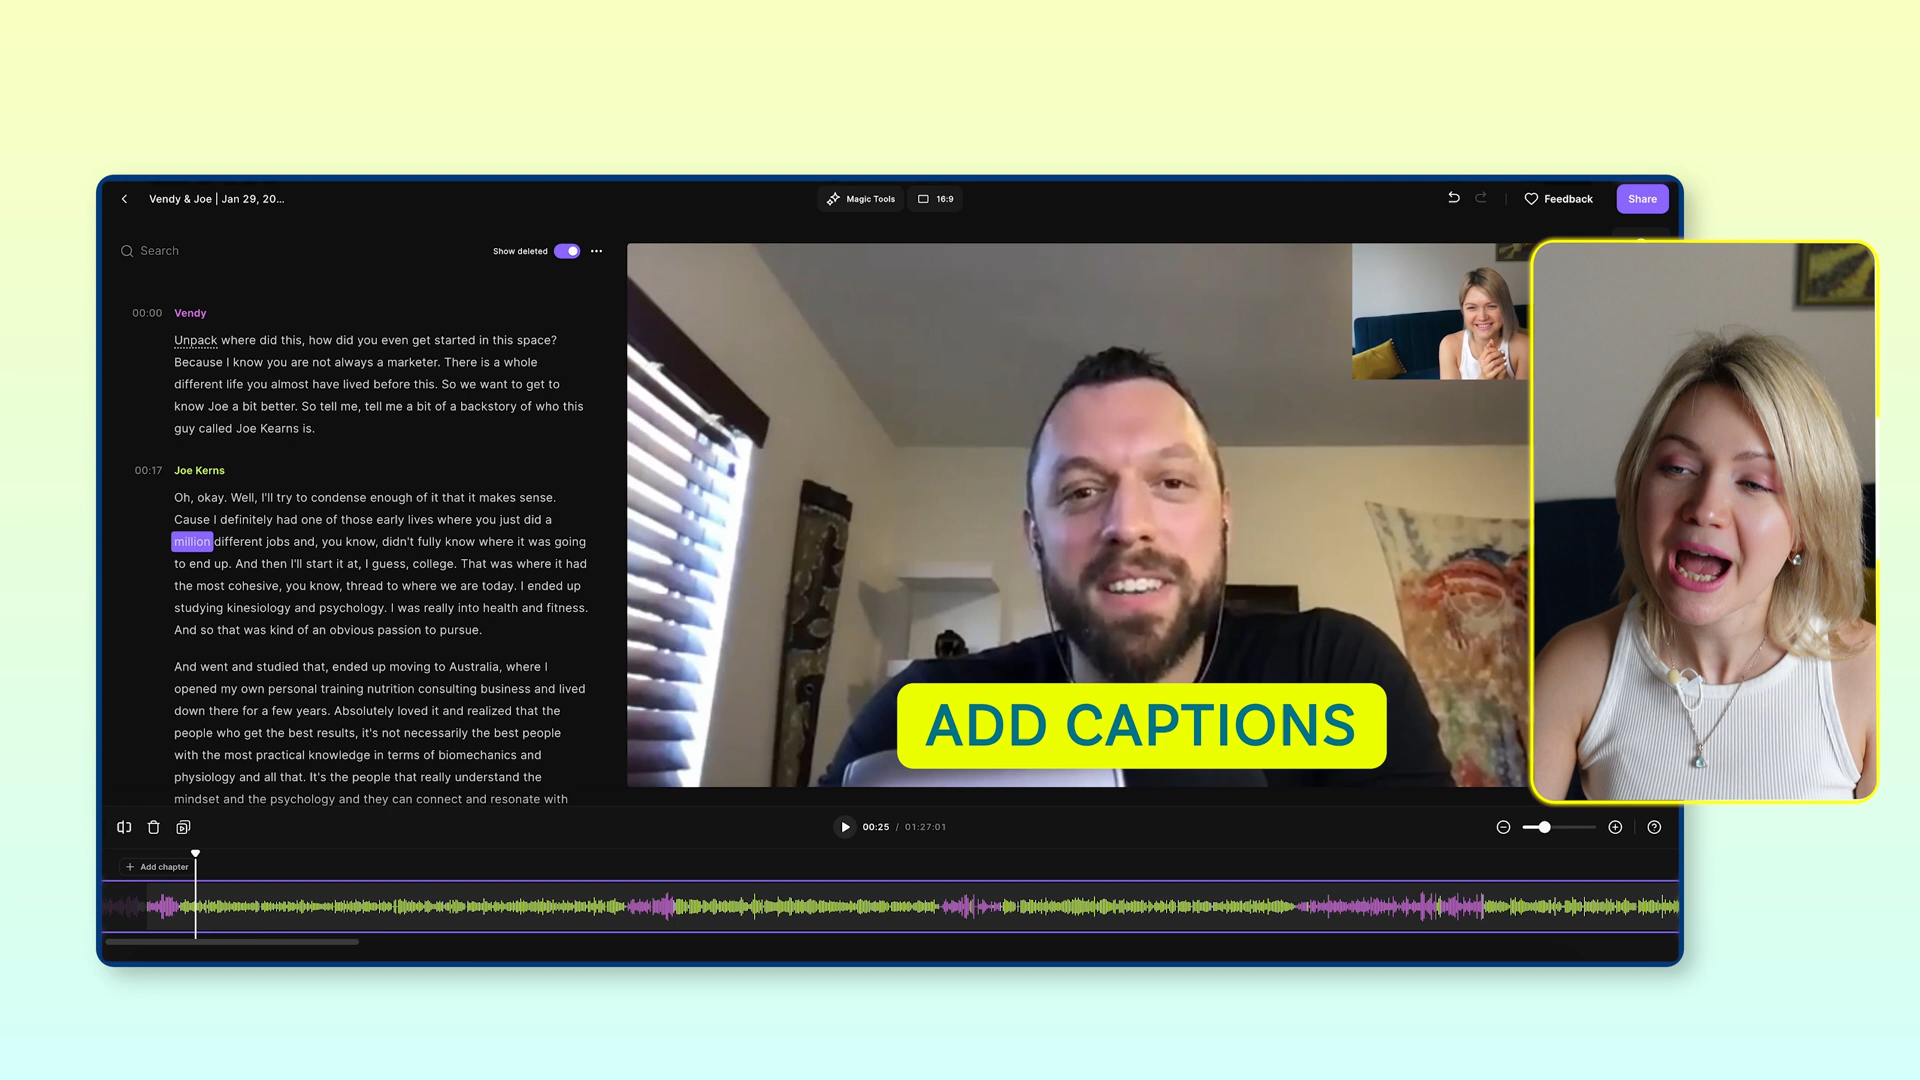 Vendy & Joe | Jan 29, 20...
Magic Tools
16:9
Feedback
Share
Search
Show deleted
00:00 Vendy
Unpack where did this, how did you even get started in this space?
Because I know you are not always a marketer. There is a whole
different life you almost have lived before this. So we want to get to
know Joe a bit better. So tell me, tell me a bit of a backstory of who this
guy called Joe Kearns is.
00:17 Joe Kerns
Oh, okay. Well, I'll try to condense enough of it that it makes sense.
Cause I definitely had one of those early lives where you just did a
million different jobs and, you know, didn't fully know where it was going
to end up. And then I'll start it at, I guess, college. That was where it had
the most cohesive, you know, thread to where we are today. I ended up
studying kinesiology and psychology. I was really into health and fitness.
And so that was kind of an obvious passion to pursue.
And went and studied that, ended up moving to Australia, where I
opened my own personal training nutrition consulting business and lived
down there for a few years. Absolutely loved it and realized that the
people who get the best results, it's not necessarily the best people
with the most practical knowledge in terms of biomechanics and
physiology and all that. It's the people that really understand the
mindset and the psychology and they can connect and resonate with
ADD CAPTIONS
00:25 / 01:27:01
+ Add chapter